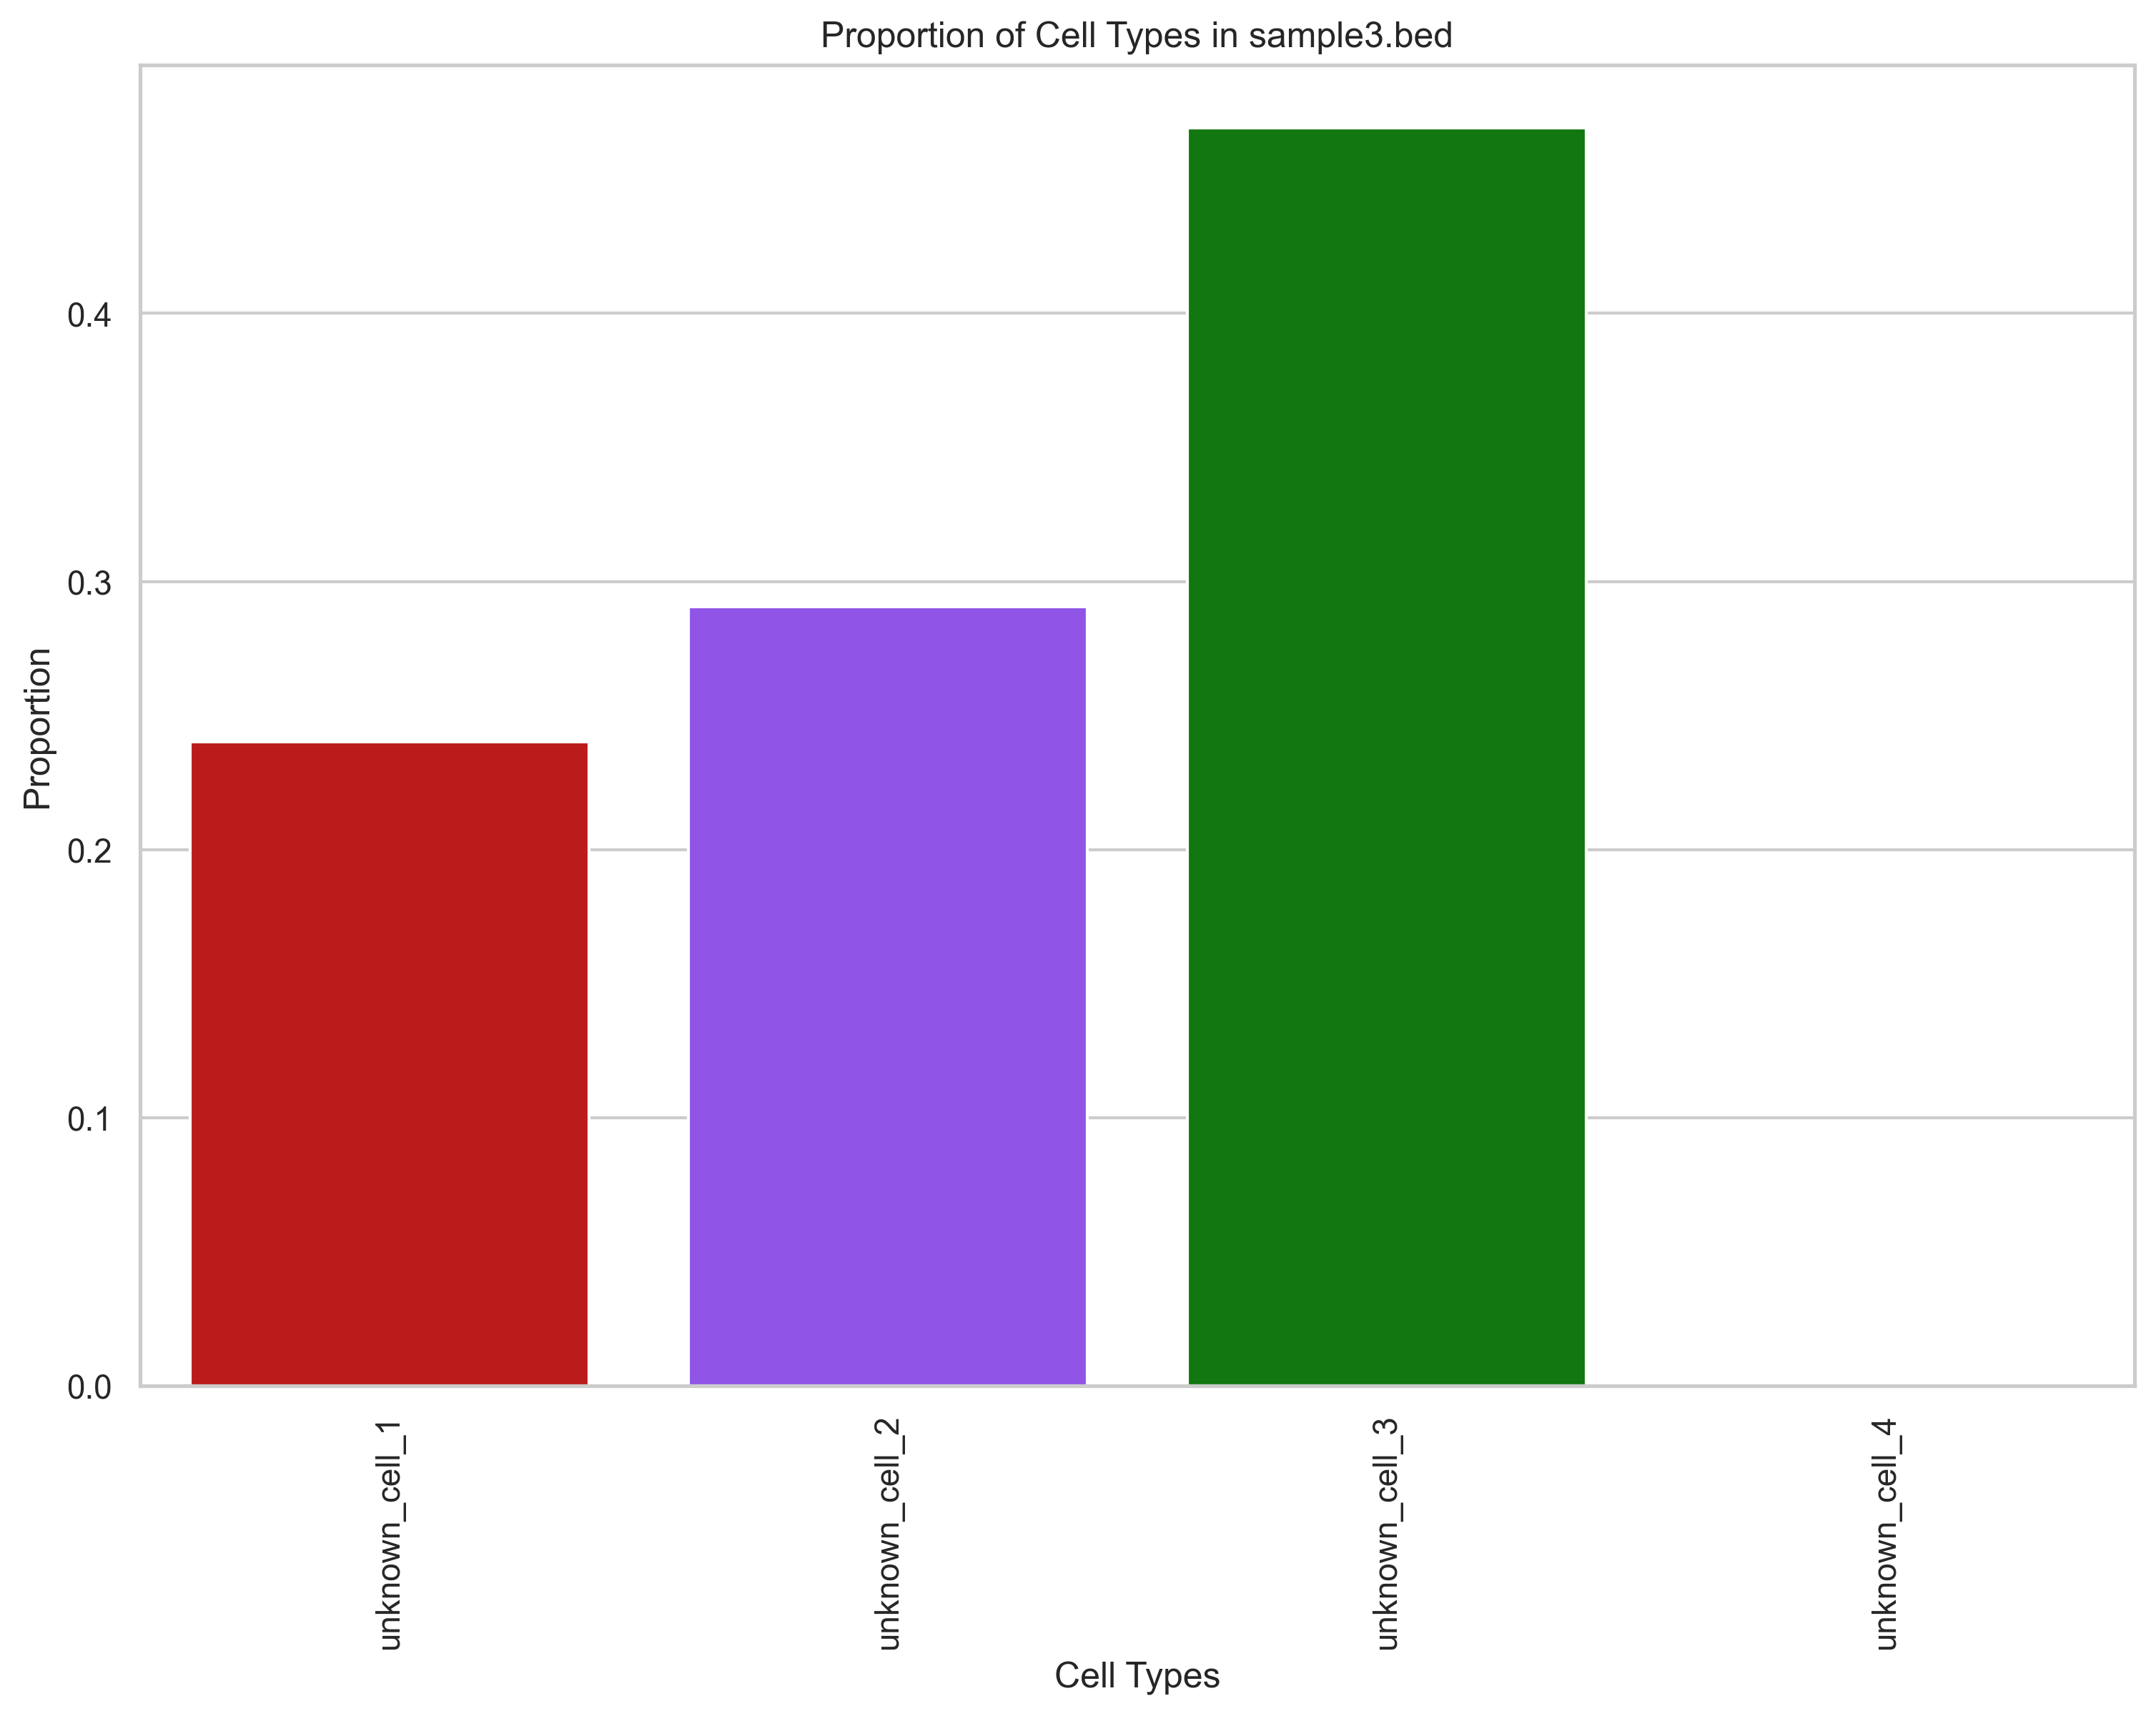 Proportion of Cell Types in sample3.bed
Proportion
0.4
0.3
0.2
0.1
0.0
unknown_cell_1
unknown_cell_2
unknown_cell_3
unknown_cell_4
Cell Types